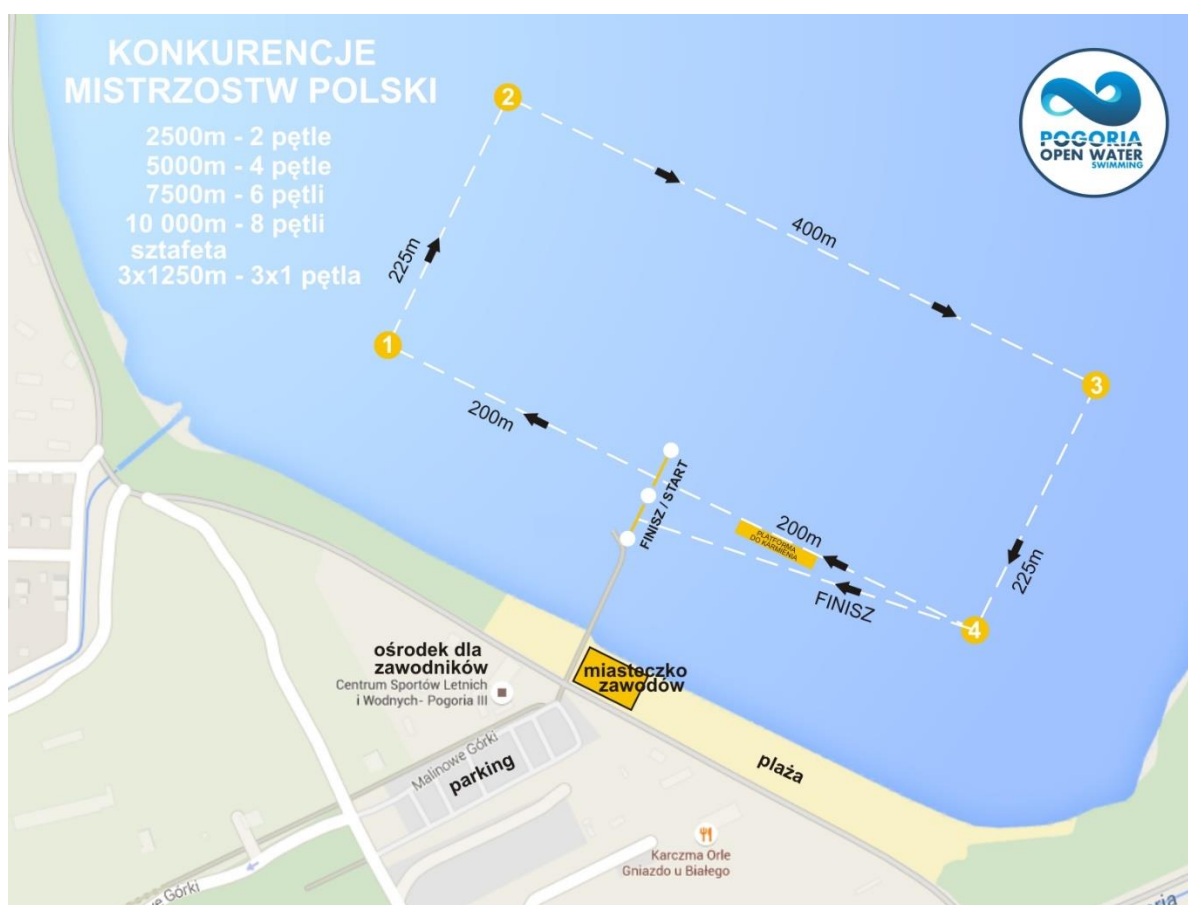 KONKURENCJE
MISTRZOSTW POLSKI
2500m - 2 pętle
5000m - 4 pętle
7500m - 6 pętli
10 000m - 8 pętli
sztafeta
3x1250m - 3x1 pętla
POGORIA
OPEN WATER
SWIMMING
2
400m
225m
1
3
200m
FINISZ / START
200m
PLATFORMA
DO KARMIENIA
225m
FINISZ
4
ośrodek dla
zawodników
Centrum Sportów Letnich
i Wodnych- Pogoria III
miasteczko
zawodów
Malinowe Górki
parking
plaża
Karczma Orle
Gniazdo u Białego
we Górki
oria